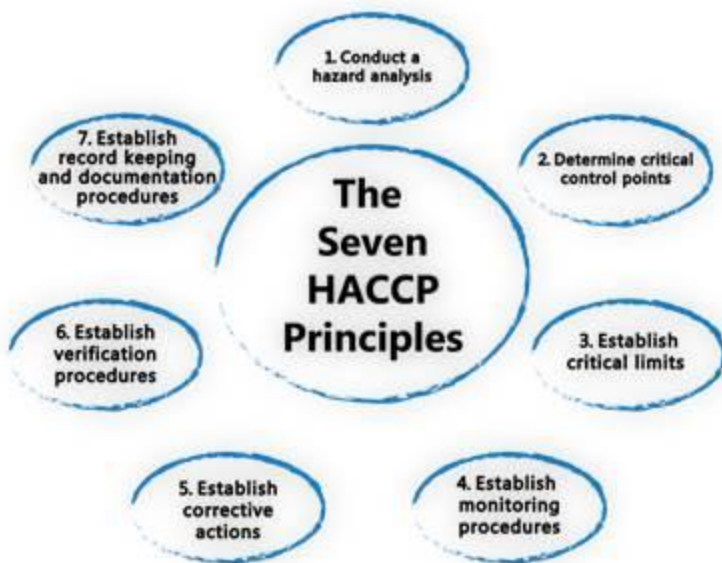 The
Seven
HACCP
Principles
1. Conduct a
hazard analysis
2. Determine critical
control points
3. Establish
critical limits
4. Establish
monitoring
procedures
5. Establish
corrective
actions
6. Establish
verification
procedures
7. Establish
record keeping
and documentation
procedures